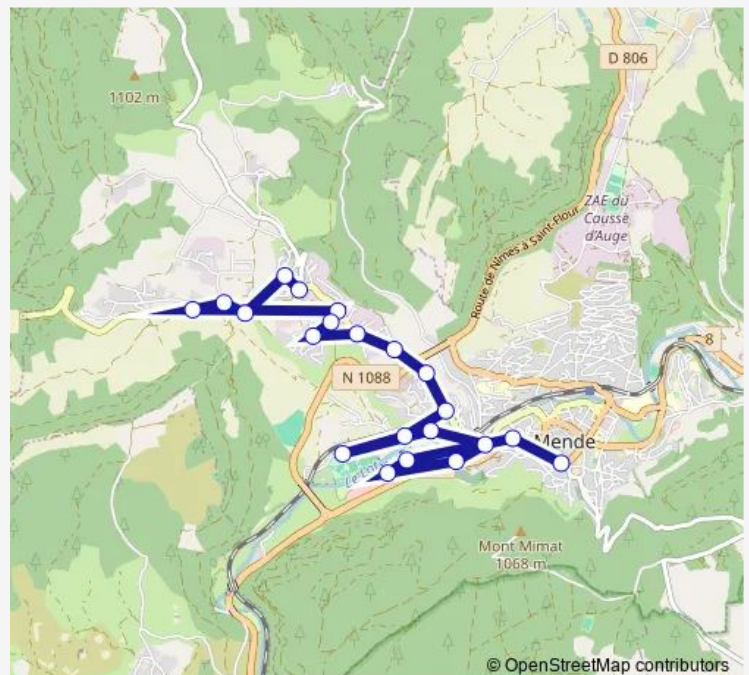 D 806
1102 m
ZAE du
Causse
d'Auge
Route de Nîmes à Saint-Flour
8
N 1088
Mende
Le Lot
Mont Mimat
1068 m
© OpenStreetMap contributors